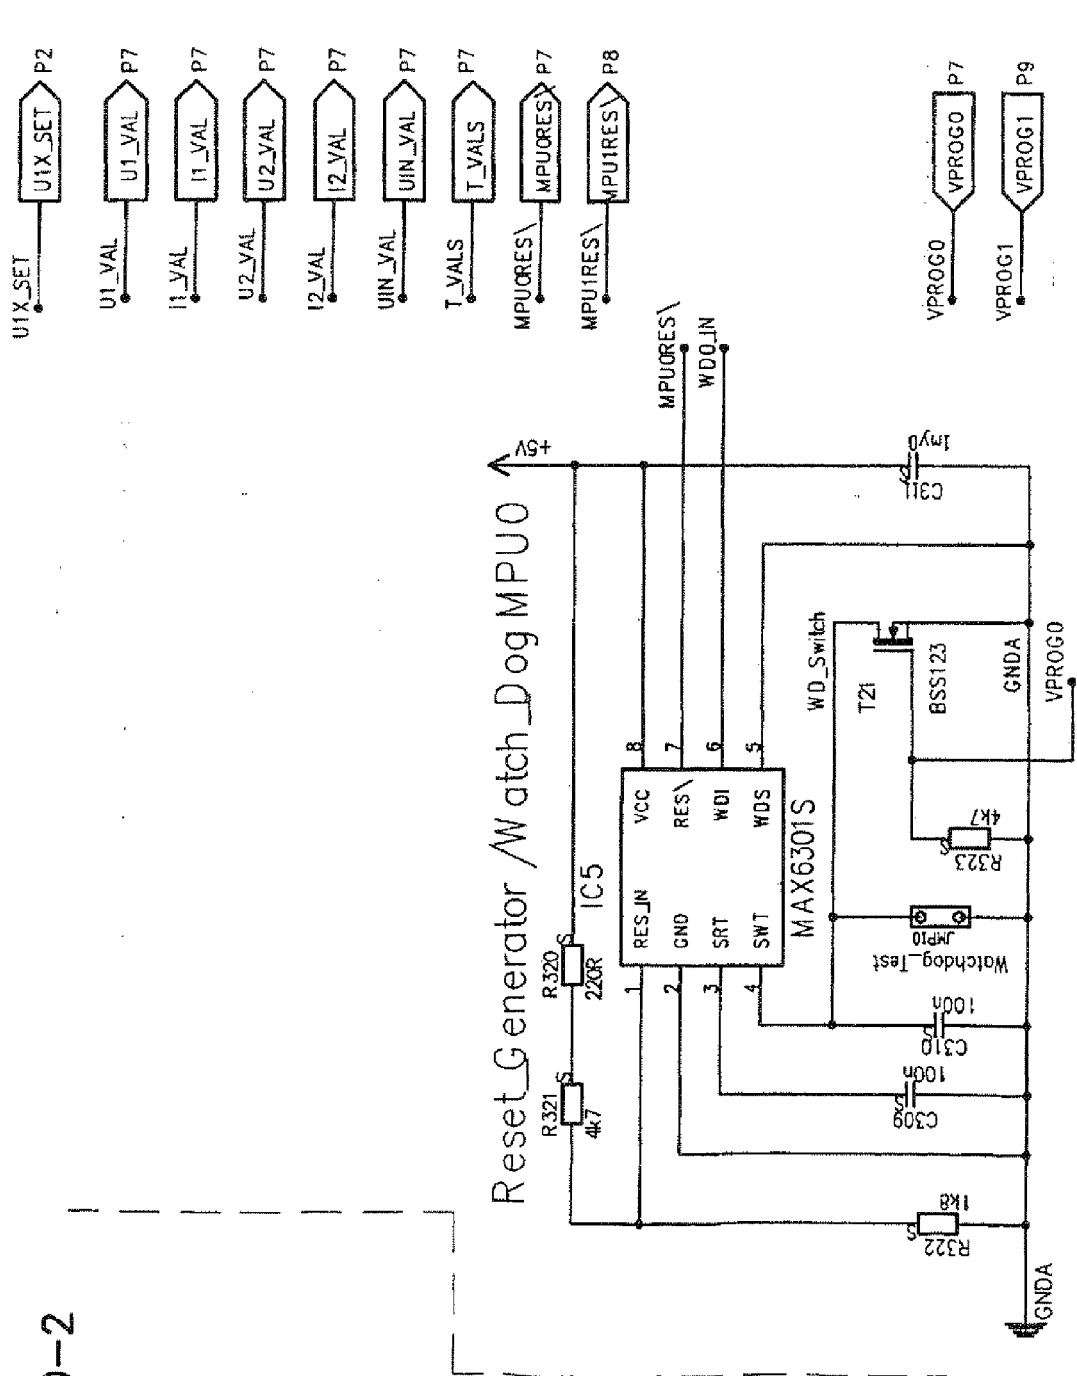 U1X_SET
U1X_SET
P2
U1_VAL
U1_VAL
P7
I1_VAL
I1_VAL
P7
U2_VAL
U2_VAL
P7
I2_VAL
I2_VAL
P7
UIN_VAL
UIN_VAL
P7
T_VALS
T_VALS
P7
MPU0RES\
MPU0RES\
P7
MPU1RES\
MPU1RES\
P8
VPROG0
VPROG0
P7
VPROG1
VPROG1
P9
Reset_Generator /Watch_Dog MPU0
+5V
MPU0RES\
WD0_IN
R321
4k7
S
R320
220R
S
IC5
1
RES_IN
VCC
8
2
GND
RES\
7
3
SRT
WDI
6
4
SWT
WDS
5
MAX6301S
C311
1my0
S
WD_Switch
T21
BSS123
GNDA
VPROG0
R323
4k7
S
JMP10
Watchdog_Test
C310
100n
S
C309
100n
S
R322
1k8
S
GNDA
-2